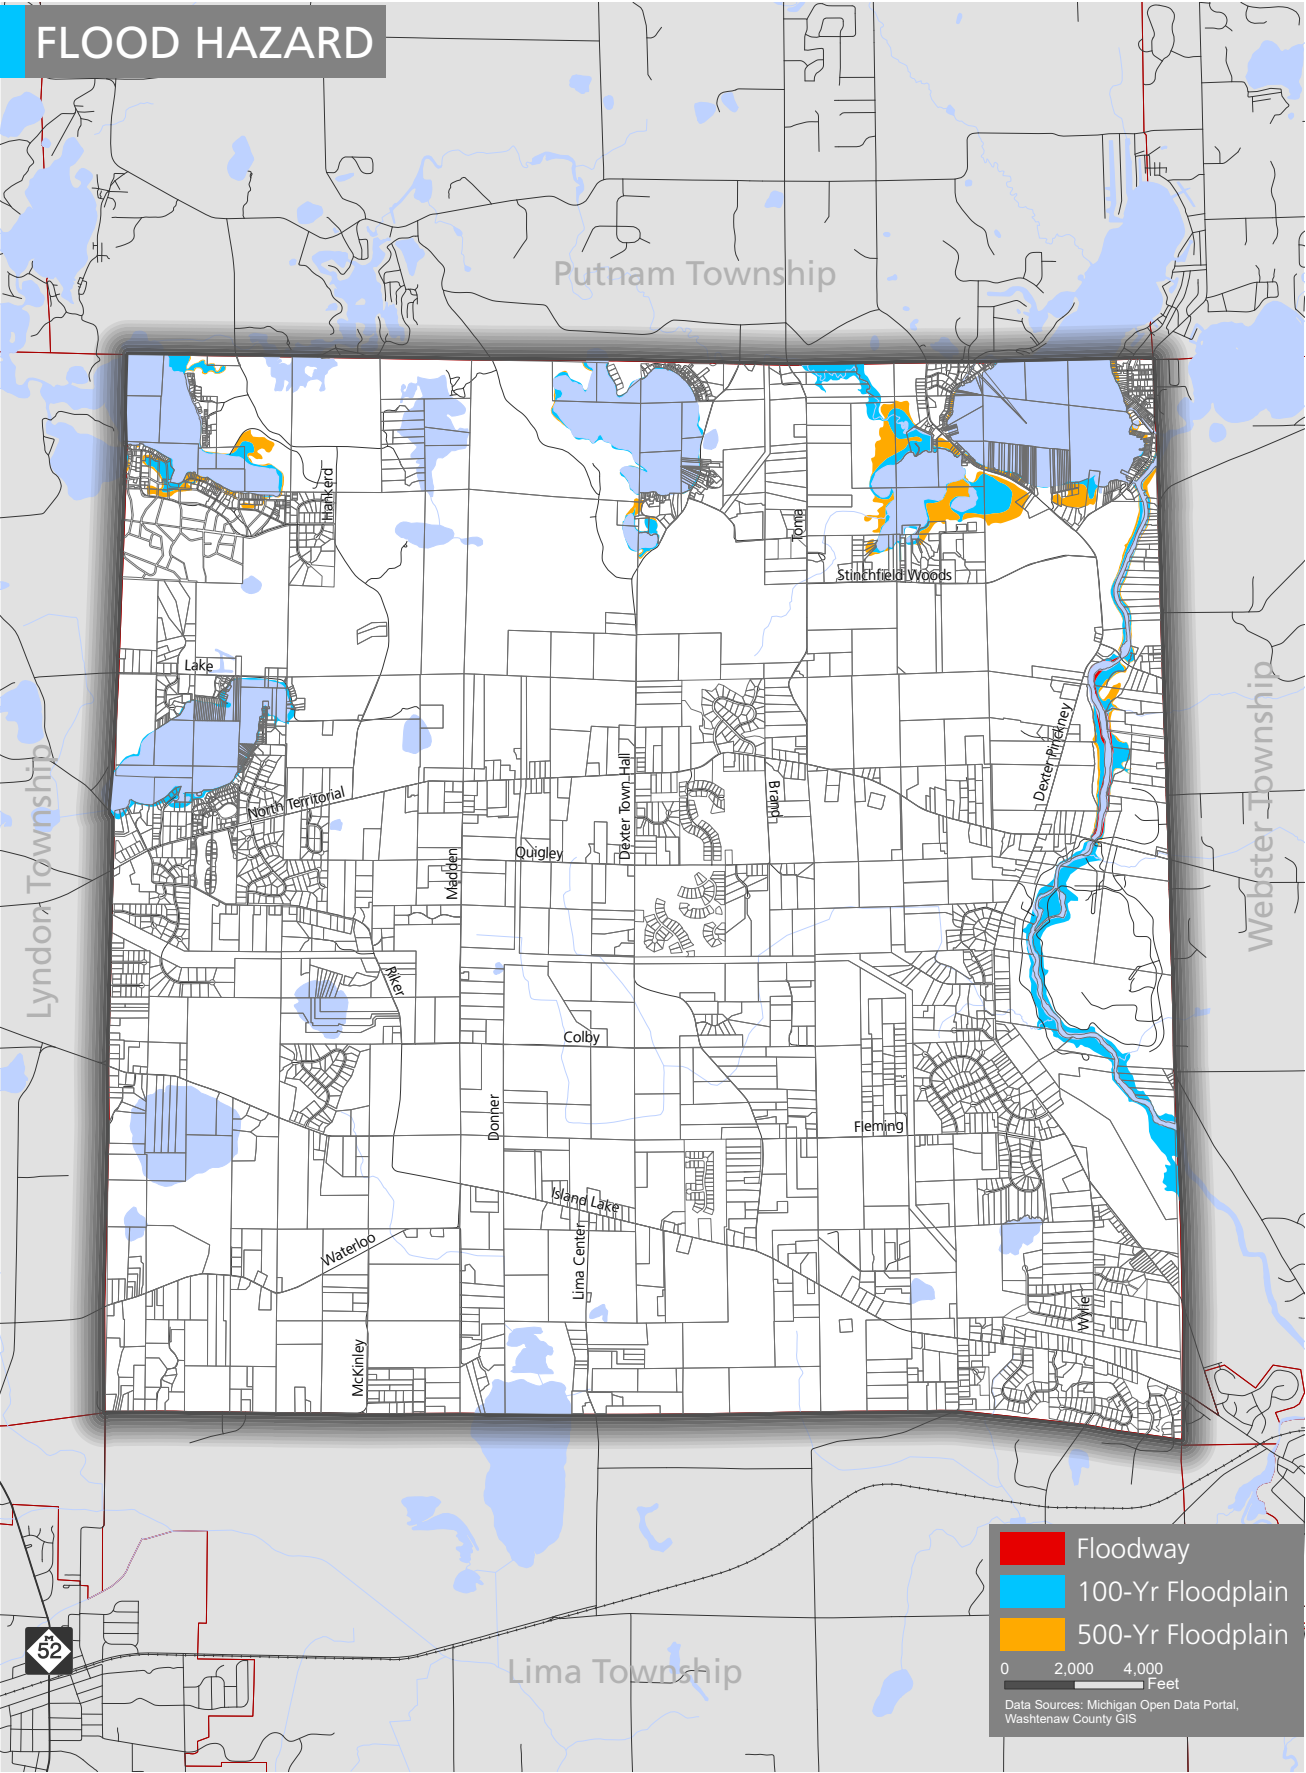 FLOOD HAZARD
Putnam Township
Hankerd
Toma
Stinchfield Woods
Lake
Dexter Pinckney
Webster Township
Lyndon Township
North Territorial
Dexter Town Hall
Brand
Quigley
Madden
Riker
Colby
Donner
Fleming
Island Lake
Waterloo
Lima Center
Wylie
McKinley
M
52
Lima Township
Floodway
100-Yr Floodplain
500-Yr Floodplain
0 2,000 4,000
Feet
Data Sources: Michigan Open Data Portal,
Washtenaw County GIS